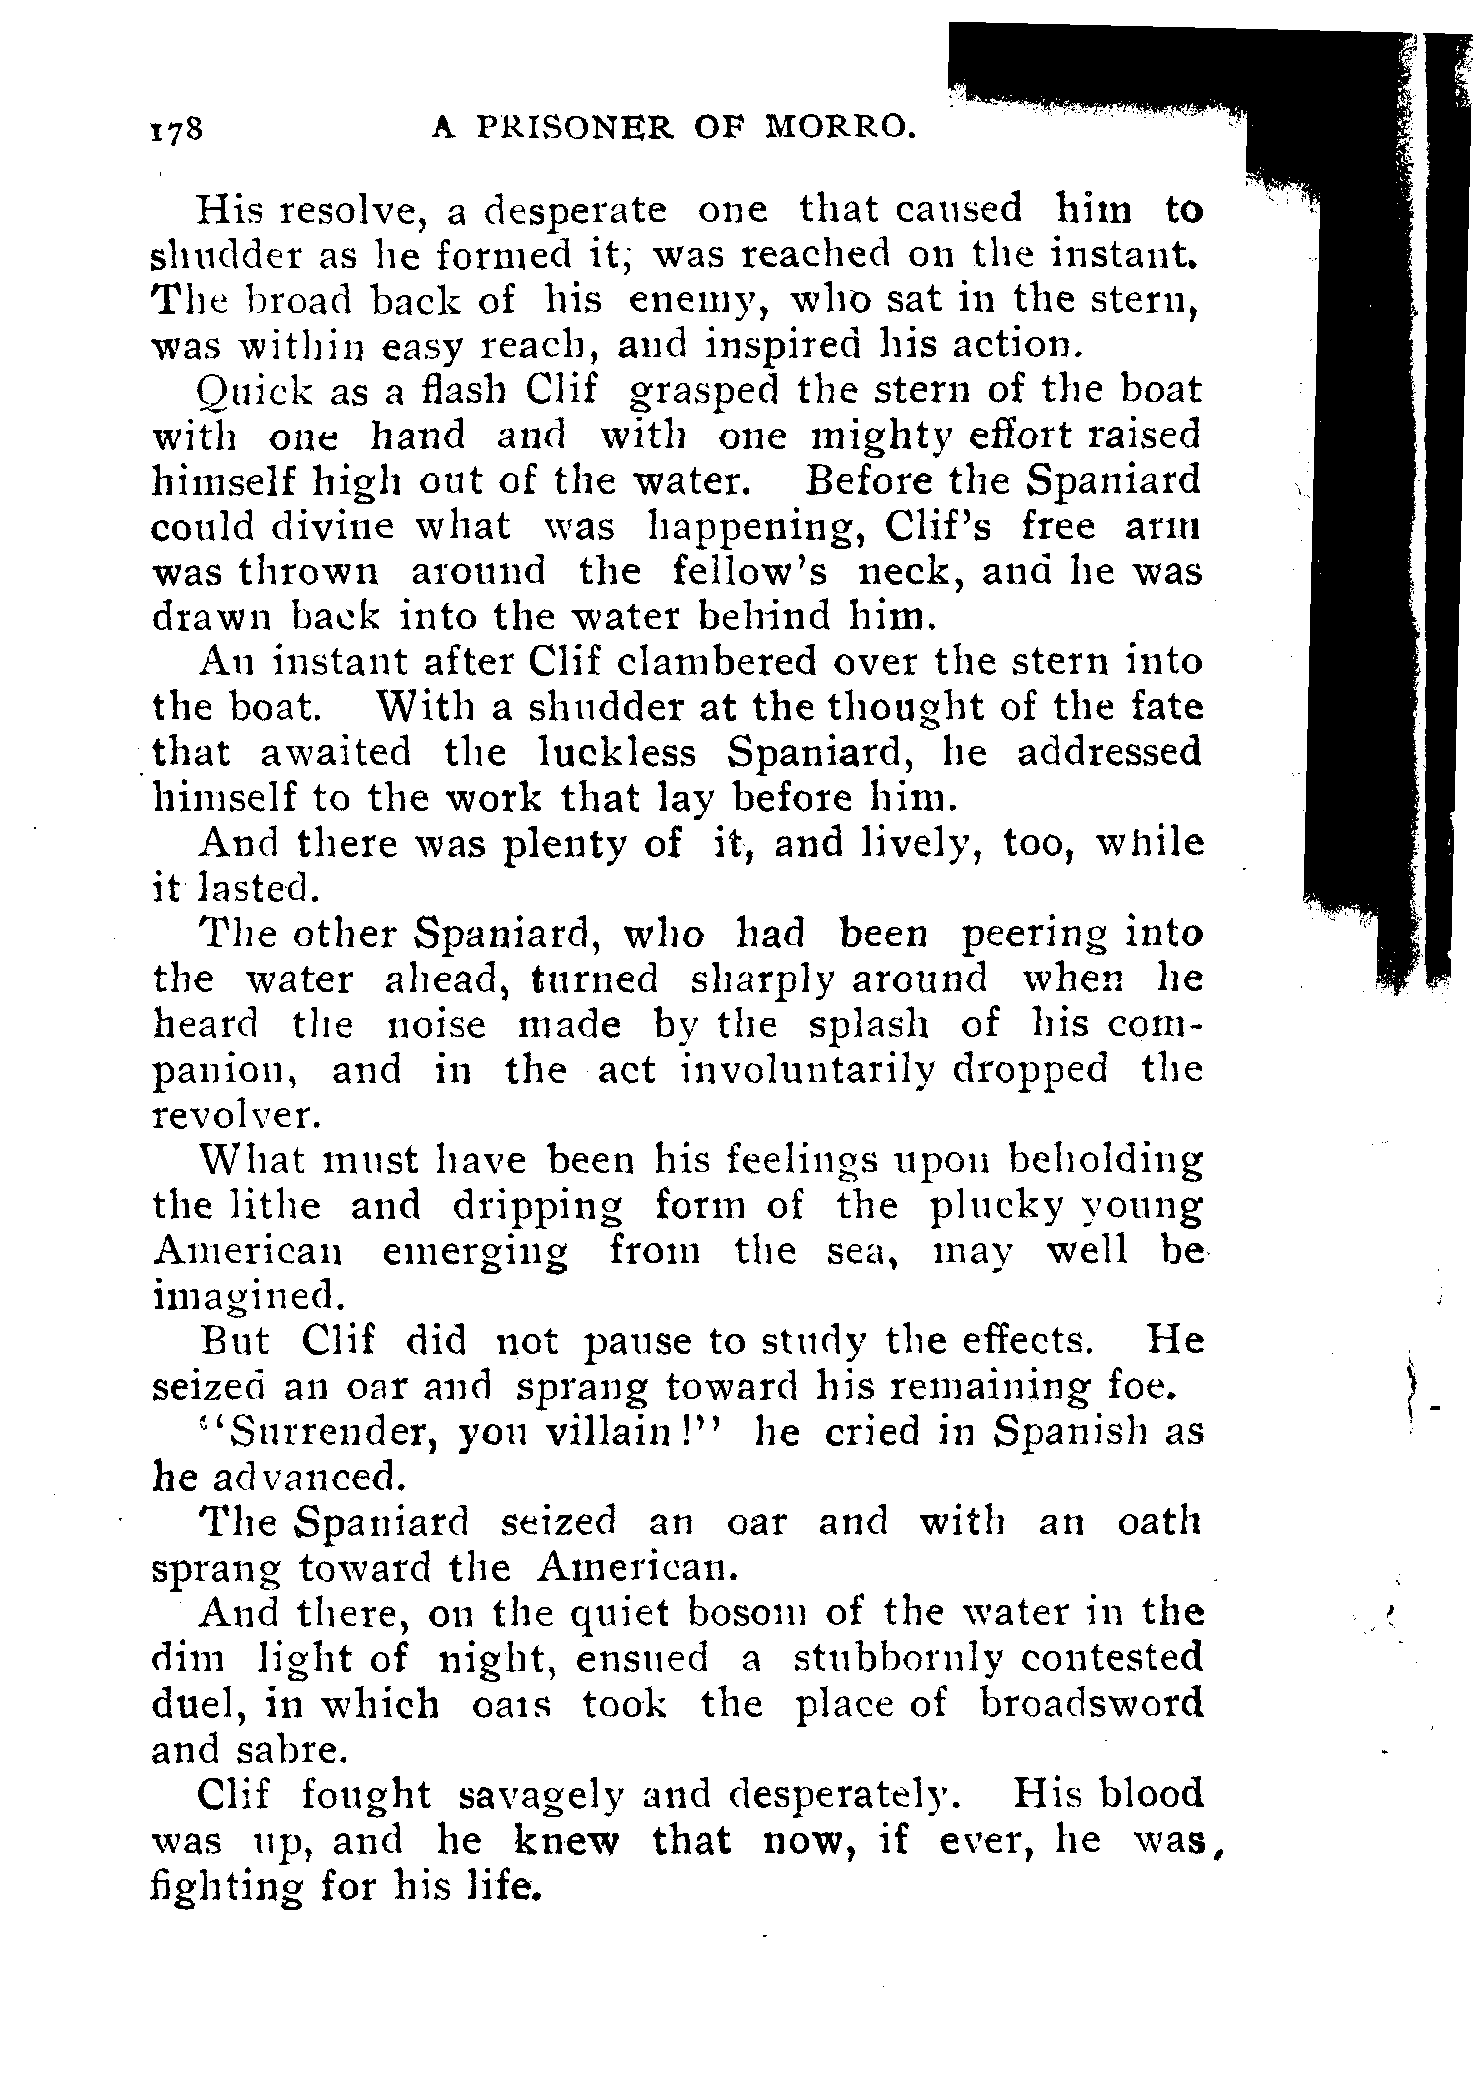 178 A PRISONER OF MORRO.
His resolve, a desperate one that caused him to
shudder as he formed it, was reached on the instant.
The broad back of his enemy, who sat in the stern,
was within easy reach, and inspired his action.
Quick as a flash Clif grasped the stern of the boat
with one hand and with one mighty effort raised
himself high out of the water. Before the Spaniard
could divine what was happening, Clif's free arm
was thrown around the fellow's neck, and he was
drawn back into the water behind him.
An instant after Clif clambered over the stern into
the boat. With a shudder at the thought of the fate
that awaited the luckless Spaniard, he addressed
himself to the work that lay before him.
And there was plenty of it, and lively, too, while
it lasted.
The other Spaniard, who had been peering into
the water ahead, turned sharply around when he
heard the noise made by the splash of his com-
panion, and in the act involuntarily dropped the
revolver.
What must have been his feelings upon beholding
the lithe and dripping form of the plucky young
American emerging from the sea, may well be
imagined.
But Clif did not pause to study the effects. He
seized an oar and sprang toward his remaining foe.
"Surrender, you villain!" he cried in Spanish as
he advanced.
The Spaniard seized an oar and with an oath
sprang toward the American.
And there, on the quiet bosom of the water in the
dim light of night, ensued a stubbornly contested
duel, in which oars took the place of broadsword
and sabre.
Clif fought savagely and desperately. His blood
was up, and he knew that now, if ever, he was,
fighting for his life.